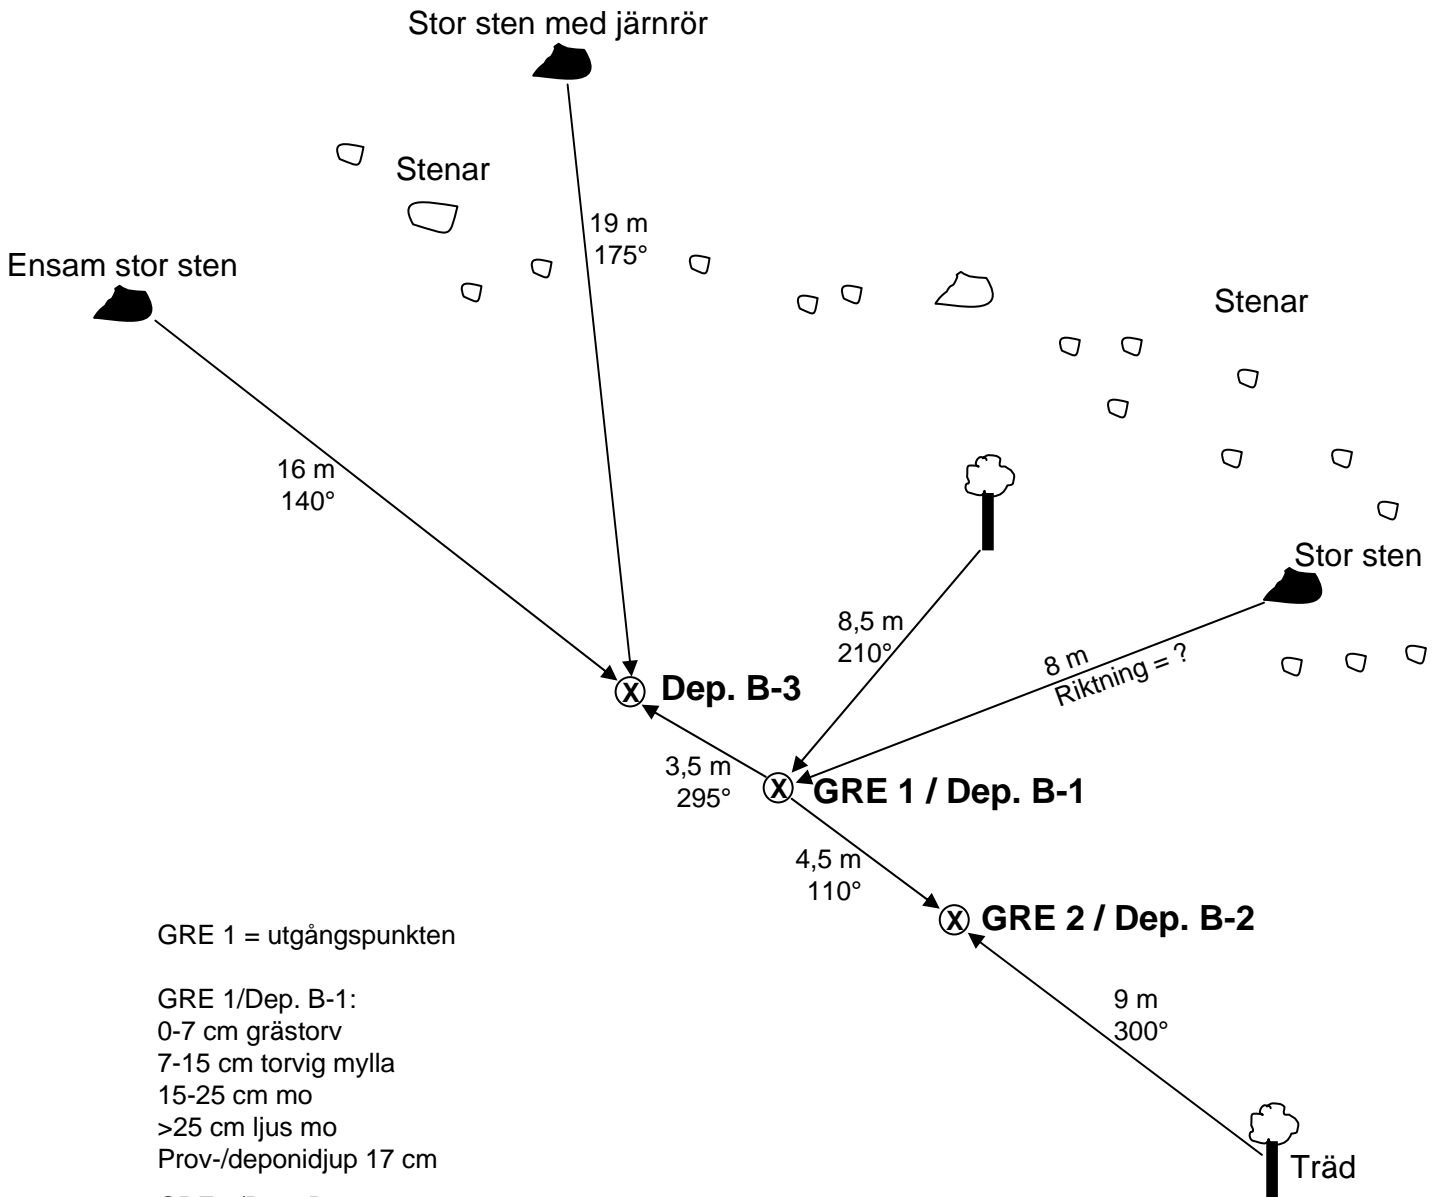 Stor sten med järnrör
Stenar
19 m
175°
Ensam stor sten
Stenar
16 m
140°
Stor sten
8,5 m
210°
8 m
Riktning = ?
X Dep. B-3
3,5 m
295°
X GRE 1 / Dep. B-1
4,5 m
110°
X GRE 2 / Dep. B-2
9 m
300°
Träd
GRE 1 = utgångspunkten
GRE 1/Dep. B-1:
0-7 cm grästorv
7-15 cm torvig mylla
15-25 cm mo
>25 cm ljus mo
Prov-/deponidjup 17 cm